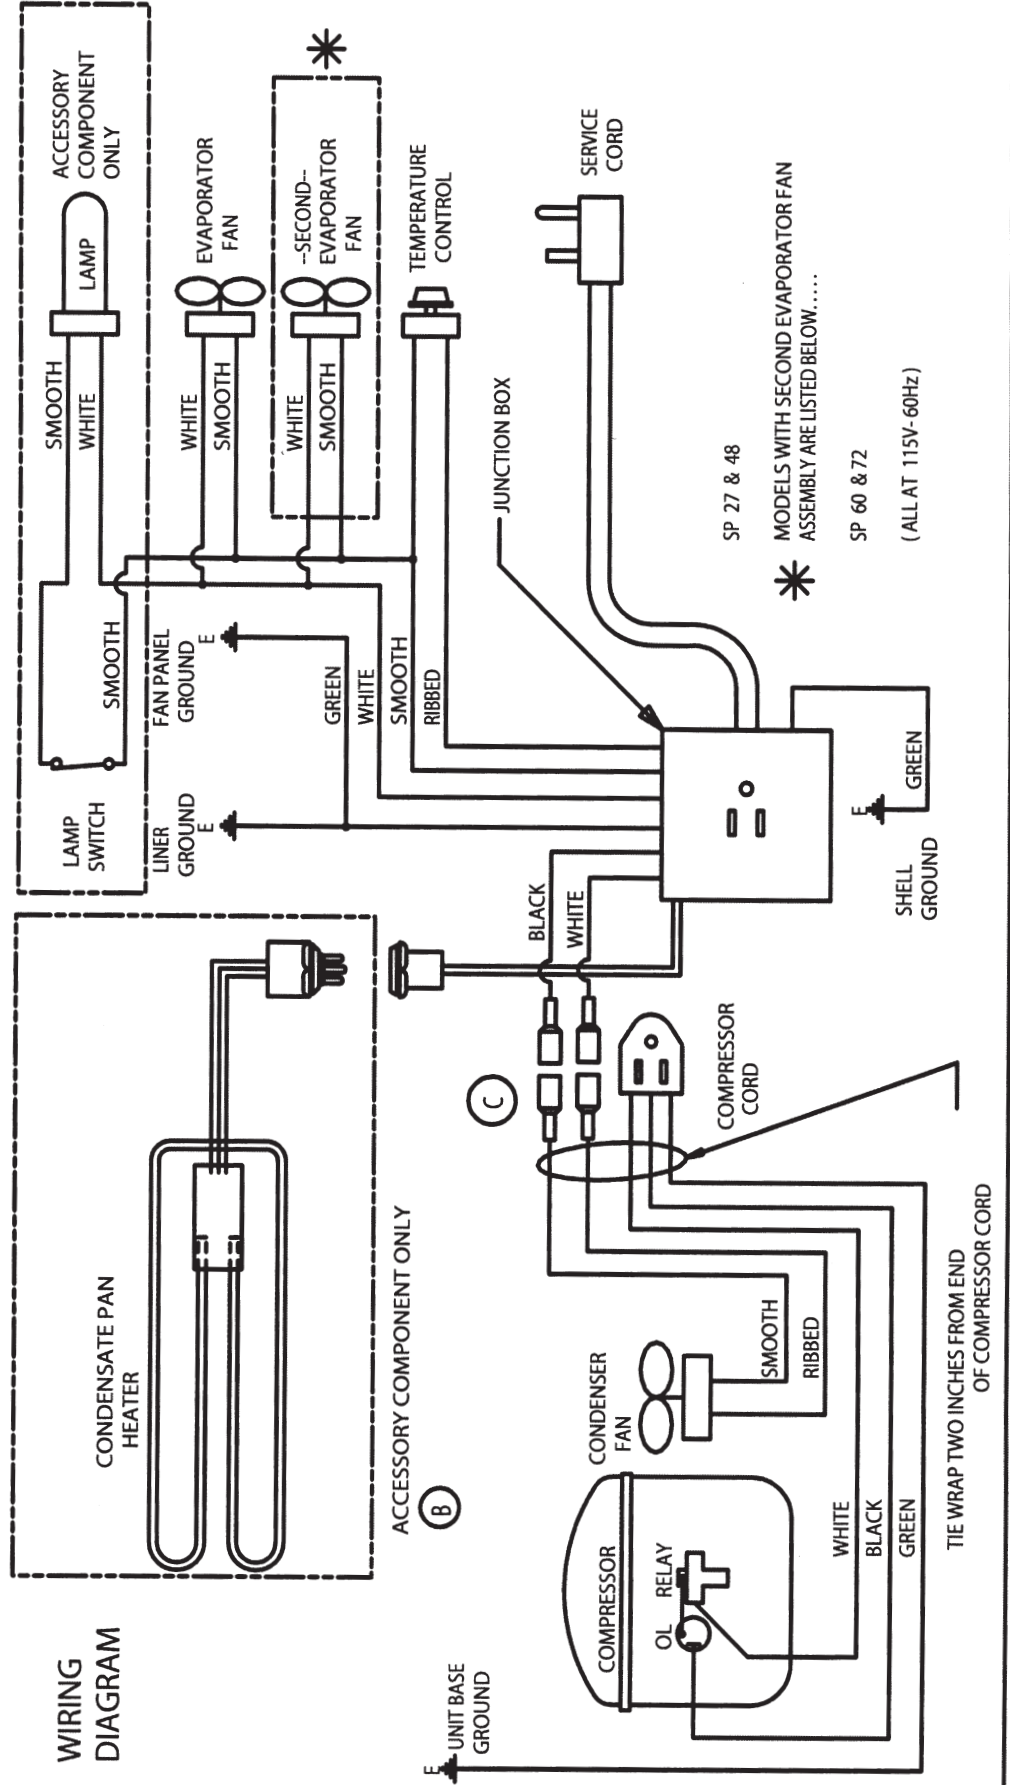 WIRING
DIAGRAM
CONDENSATE PAN
HEATER
ACCESSORY COMPONENT ONLY
B
LAMP
SWITCH
SMOOTH
SMOOTH
WHITE
LAMP
ACCESSORY
COMPONENT
ONLY
LINER
GROUND
E
FAN PANEL
GROUND
E
WHITE
SMOOTH
EVAPORATOR
FAN
WHITE
SMOOTH
--SECOND--
EVAPORATOR
FAN
GREEN
WHITE
SMOOTH
RIBBED
TEMPERATURE
CONTROL
JUNCTION BOX
SERVICE
CORD
BLACK
WHITE
C
COMPRESSOR
CORD
UNIT BASE
GROUND
E
COMPRESSOR
OL
RELAY
CONDENSER
FAN
SMOOTH
RIBBED
WHITE
BLACK
GREEN
TIE WRAP TWO INCHES FROM END
OF COMPRESSOR CORD
SHELL
GROUND
E
GREEN
SP 27 & 48
MODELS WITH SECOND EVAPORATOR FAN
ASSEMBLY ARE LISTED BELOW.....
SP 60 & 72
( ALL AT 115V- 60Hz )